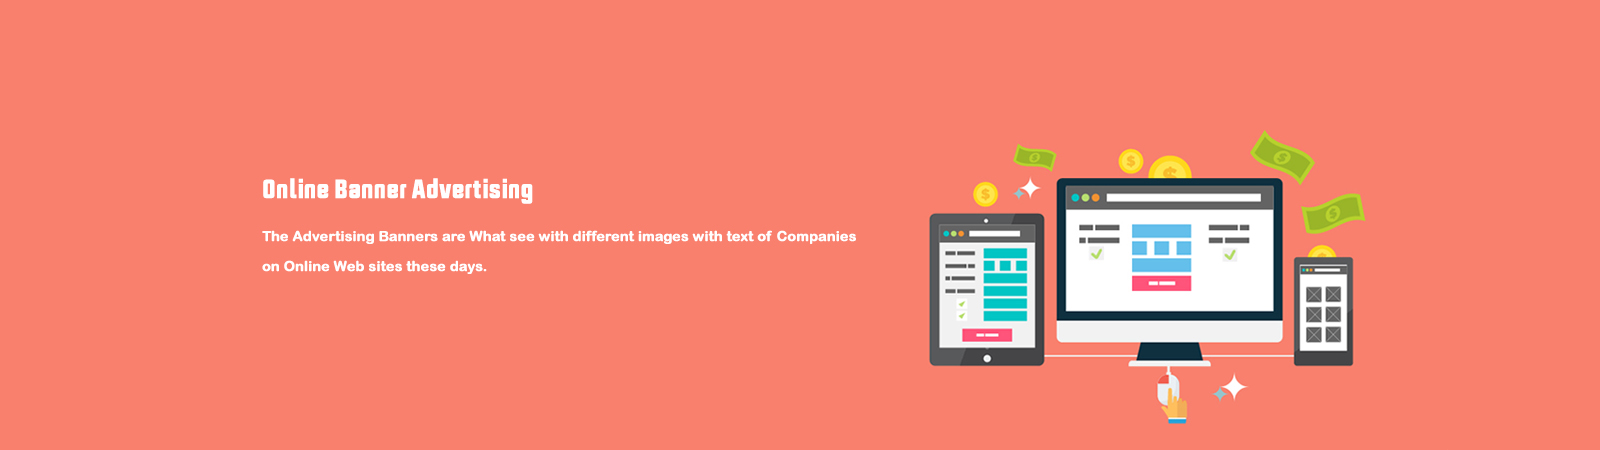 Online Banner Advertising
The Advertising Banners are What see with different images with text of Companies
on Online Web sites these days.